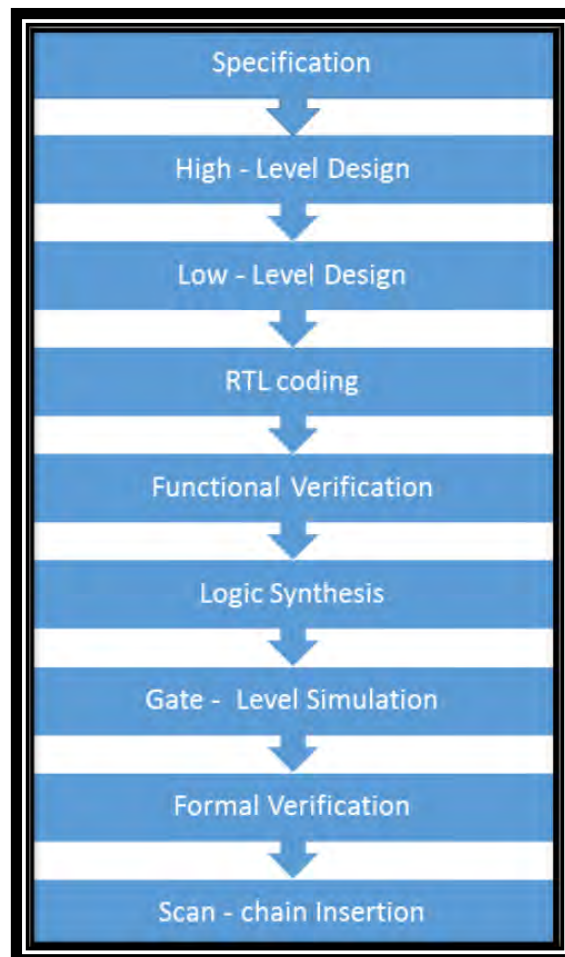 Specification
High - Level Design
Low - Level Design
RTL coding
Functional Verification
Logic Synthesis
Gate - Level Simulation
Formal Verification
Scan - chain Insertion